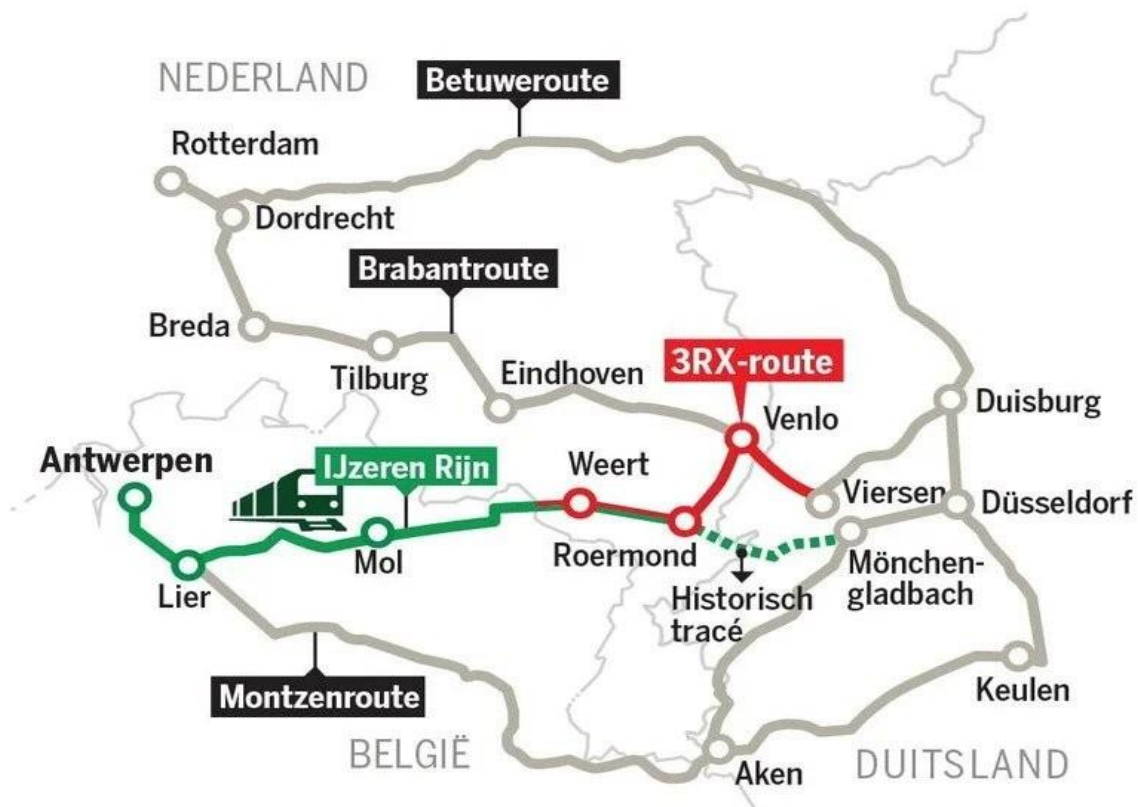 NEDERLAND
Betuweroute
Rotterdam
Dordrecht
Brabantroute
Breda
Tilburg
Eindhoven
3RX-route
Venlo
Duisburg
Antwerpen
IJzeren Rijn
Weert
Viersen
Düsseldorf
Lier
Mol
Roermond
Historisch
tracé
Mönchen-
gladbach
Montzenroute
Keulen
BELGIË
Aken
DUITSLAND